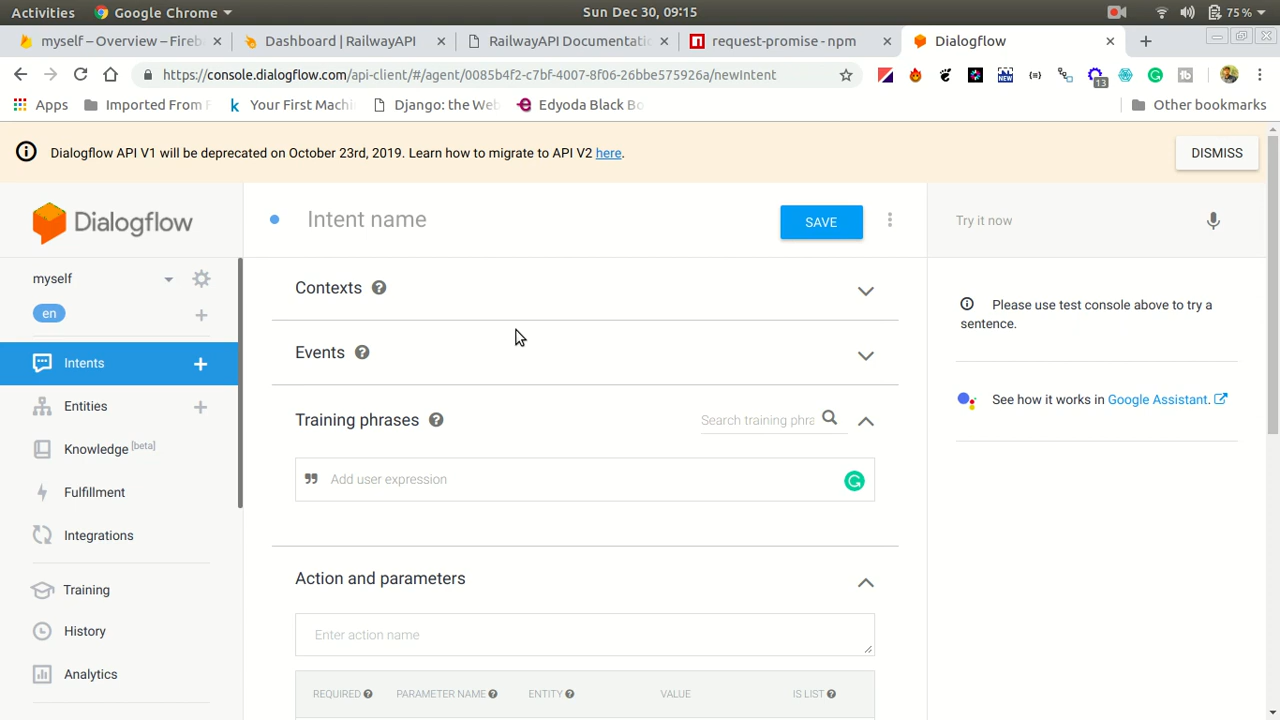 Activities Google Chrome Sun Dec 30, 09:15 75%
myself – Overview – Fireb Dashboard | RailwayAPI RailwayAPI Documentati request-promise - npm Dialogflow
https://console.dialogflow.com/api-client/#/agent/0085b4f2-c7bf-4007-8f06-26bbe575926a/newIntent
NEW
13
Apps Imported From F Your First Machi Django: the Web Edyoda Black Bo Other bookmarks
Dialogflow API V1 will be deprecated on October 23rd, 2019. Learn how to migrate to API V2 here.
DISMISS
Dialogflow
Intent name
SAVE
Try it now
myself
en
Intents
Entities
Knowledge [beta]
Fulfillment
Integrations
Training
History
Analytics
Contexts
Events
Training phrases
Search training phra
Add user expression
Action and parameters
Enter action name
REQUIRED PARAMETER NAME ENTITY VALUE IS LIST
Please use test console above to try a
sentence.
See how it works in Google Assistant.